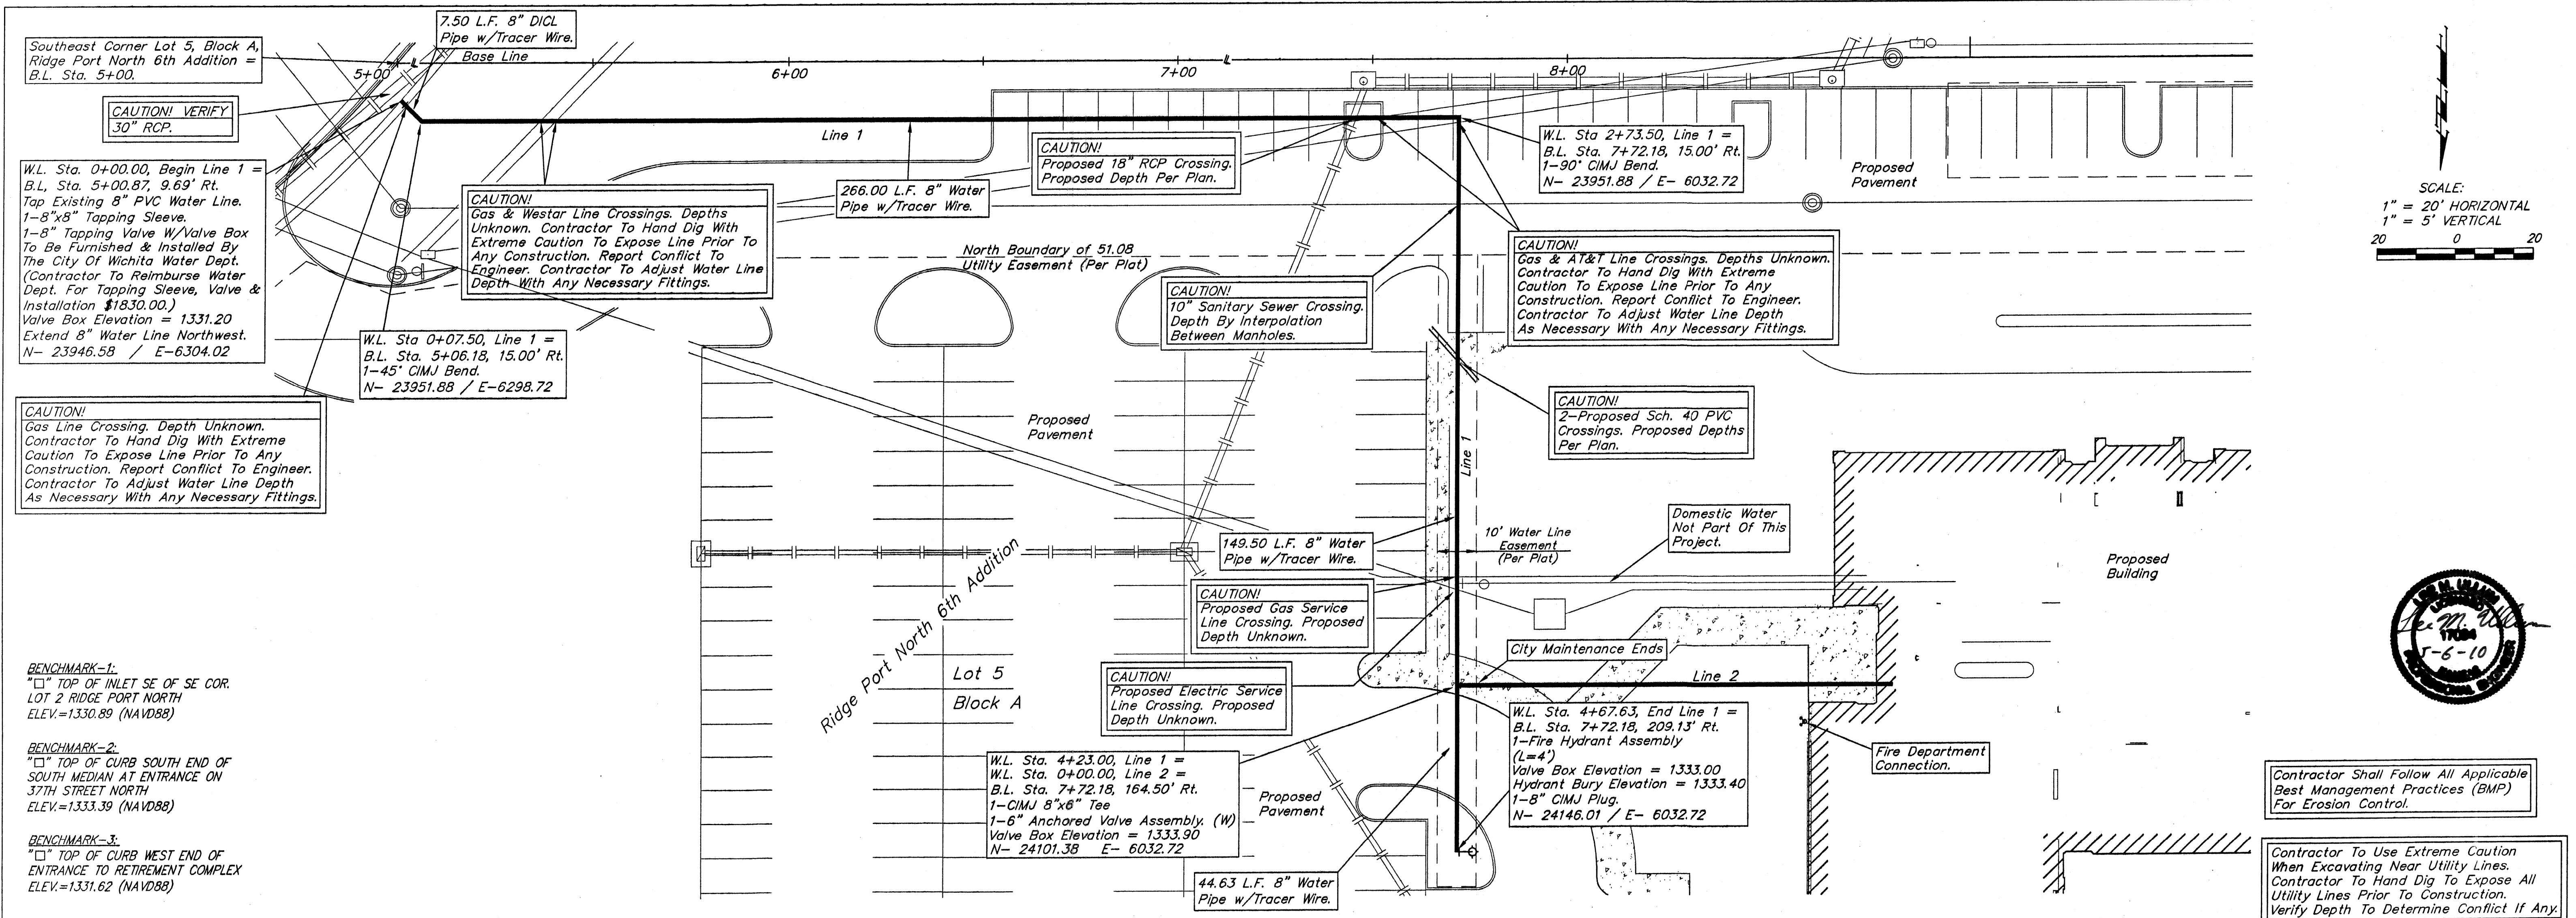 7.50 L.F. 8" DICL
Pipe w/Tracer Wire.
Southeast Corner Lot 5, Block A,
Ridge Port North 6th Addition =
B.L. Sta. 5+00.
Base Line
5+00
6+00
7+00
8+00
CAUTION! VERIFY
30" RCP.
Line 1
W.L. Sta. 0+00.00, Begin Line 1 =
B.L, Sta. 5+00.87, 9.69' Rt.
Tap Existing 8" PVC Water Line.
1-8"x8" Tapping Sleeve.
1-8" Tapping Valve W/Valve Box
To Be Furnished & Installed By
The City Of Wichita Water Dept.
(Contractor To Reimburse Water
Dept. For Tapping Sleeve, Valve &
Installation $1830.00.)
Valve Box Elevation = 1331.20
Extend 8" Water Line Northwest.
N- 23946.58 / E-6304.02
CAUTION!
Gas & Westar Line Crossings. Depths
Unknown. Contractor To Hand Dig With
Extreme Caution To Expose Line Prior To
Any Construction. Report Conflict To
Engineer. Contractor To Adjust Water Line
Depth With Any Necessary Fittings.
266.00 L.F. 8" Water
Pipe w/Tracer Wire.
CAUTION!
Proposed 18" RCP Crossing.
Proposed Depth Per Plan.
W.L. Sta 2+73.50, Line 1 =
B.L. Sta. 7+72.18, 15.00' Rt.
1-90° CIMJ Bend.
N- 23951.88 / E- 6032.72
Proposed
Pavement
SCALE:
1" = 20' HORIZONTAL
1" = 5' VERTICAL
20 0 20
North Boundary of 51.08
Utility Easement (Per Plat)
CAUTION!
10" Sanitary Sewer Crossing.
Depth By Interpolation
Between Manholes.
CAUTION!
Gas & AT&T Line Crossings. Depths Unknown.
Contractor To Hand Dig With Extreme
Caution To Expose Line Prior To Any
Construction. Report Conflict To Engineer.
Contractor To Adjust Water Line Depth
As Necessary With Any Necessary Fittings.
W.L. Sta 0+07.50, Line 1 =
B.L. Sta. 5+06.18, 15.00' Rt.
1-45° CIMJ Bend.
N- 23951.88 / E-6298.72
CAUTION!
Gas Line Crossing. Depth Unknown.
Contractor To Hand Dig With Extreme
Caution To Expose Line Prior To Any
Construction. Report Conflict To Engineer.
Contractor To Adjust Water Line Depth
As Necessary With Any Necessary Fittings.
Proposed
Pavement
Line 1
CAUTION!
2-Proposed Sch. 40 PVC
Crossings. Proposed Depths
Per Plan.
149.50 L.F. 8" Water
Pipe w/Tracer Wire.
10' Water Line
Easement
(Per Plat)
Domestic Water
Not Part Of This
Project.
Proposed
Building
Ridge Port North 6th Addition
CAUTION!
Proposed Gas Service
Line Crossing. Proposed
Depth Unknown.
City Maintenance Ends
Line 2
Lot 5
Block A
CAUTION!
Proposed Electric Service
Line Crossing. Proposed
Depth Unknown.
W.L. Sta. 4+67.63, End Line 1 =
B.L. Sta. 7+72.18, 209.13' Rt.
1-Fire Hydrant Assembly
(L=4')
Valve Box Elevation = 1333.00
Hydrant Bury Elevation = 1333.40
1-8" CIMJ Plug.
N- 24146.01 / E- 6032.72
Fire Department
Connection.
W.L. Sta. 4+23.00, Line 1 =
W.L. Sta. 0+00.00, Line 2 =
B.L. Sta. 7+72.18, 164.50' Rt.
1-CIMJ 8"x6" Tee
1-6" Anchored Valve Assembly. (W)
Valve Box Elevation = 1333.90
N- 24101.38 E- 6032.72
Proposed
Pavement
44.63 L.F. 8" Water
Pipe w/Tracer Wire.
BENCHMARK-1:
"□" TOP OF INLET SE OF SE COR.
LOT 2 RIDGE PORT NORTH
ELEV.=1330.89 (NAVD88)
BENCHMARK-2:
"□" TOP OF CURB SOUTH END OF
SOUTH MEDIAN AT ENTRANCE ON
37TH STREET NORTH
ELEV.=1333.39 (NAVD88)
BENCHMARK-3:
"□" TOP OF CURB WEST END OF
ENTRANCE TO RETIREMENT COMPLEX
ELEV.=1331.62 (NAVD88)
LICENSED
5-6-10
PROFESSIONAL ENGINEER
KANSAS
Contractor Shall Follow All Applicable
Best Management Practices (BMP)
For Erosion Control.
Contractor To Use Extreme Caution
When Excavating Near Utility Lines.
Contractor To Hand Dig To Expose All
Utility Lines Prior To Construction.
Verify Depth To Determine Conflict If Any.